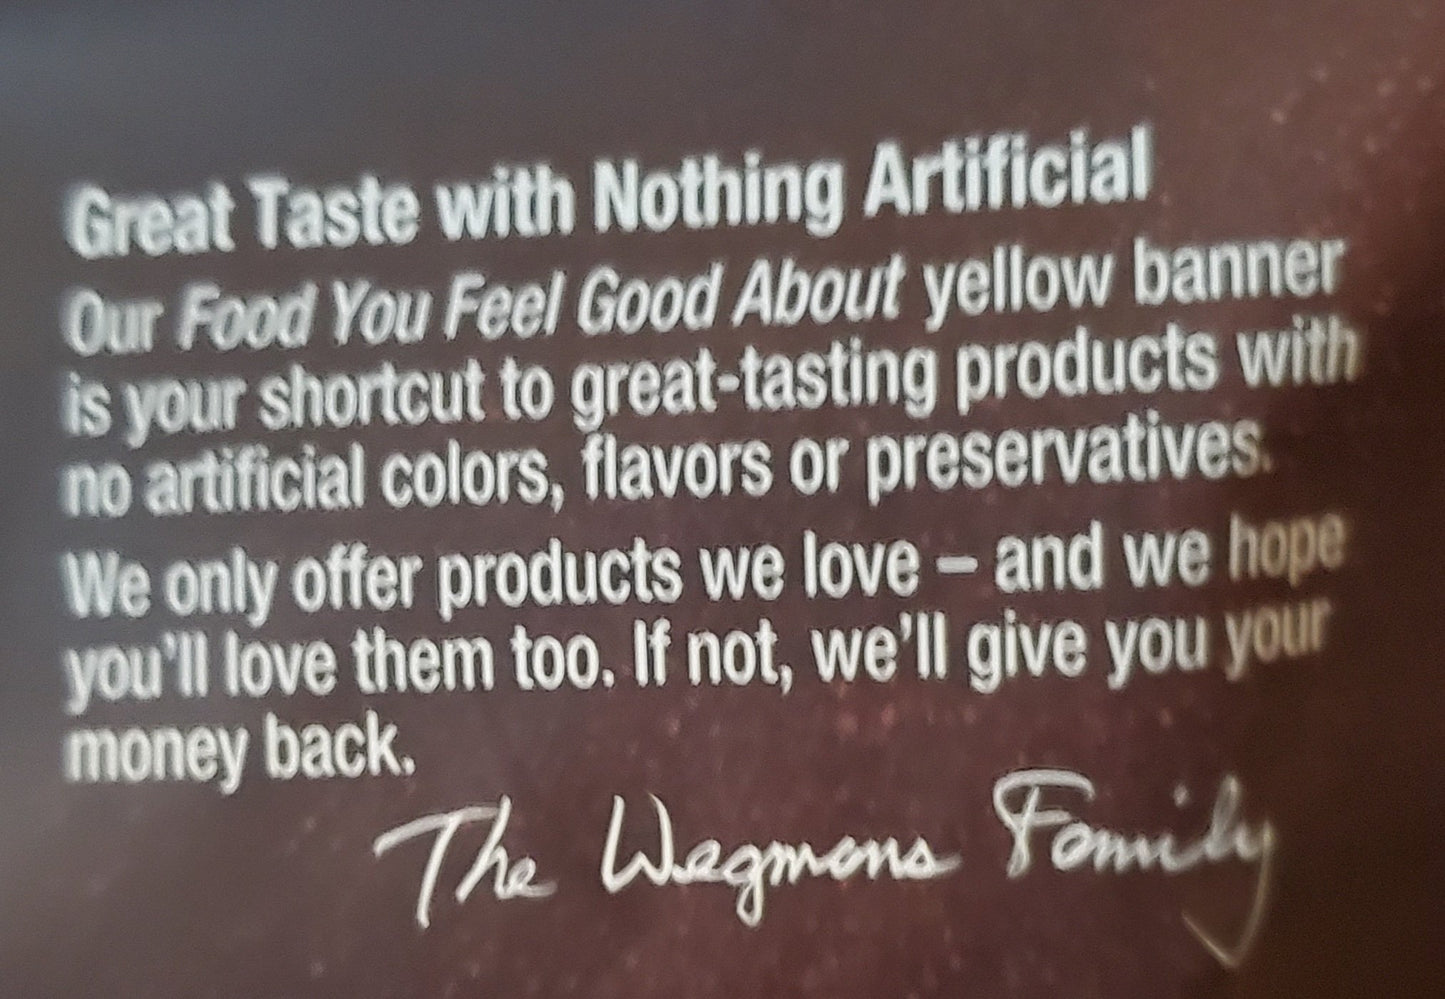 Great Taste with Nothing Artificial
Our Food You Feel Good About yellow banner
is your shortcut to great-tasting products with
no artificial colors, flavors or preservatives.
We only offer products we love – and we hope
you'll love them too. If not, we'll give you your
money back.
The Wegmans Family